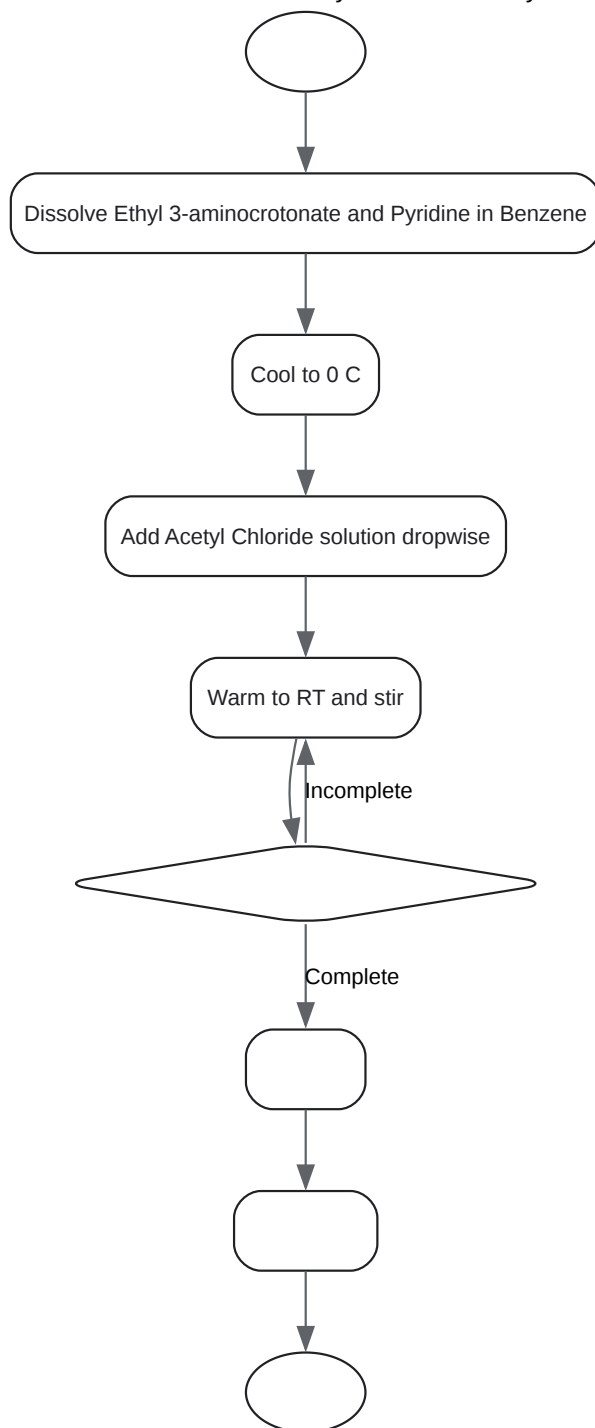 Dissolve Ethyl 3-aminocrotonate and Pyridine in Benzene
Cool to 0 C
Add Acetyl Chloride solution dropwise
Warm to RT and stir
Incomplete
Complete